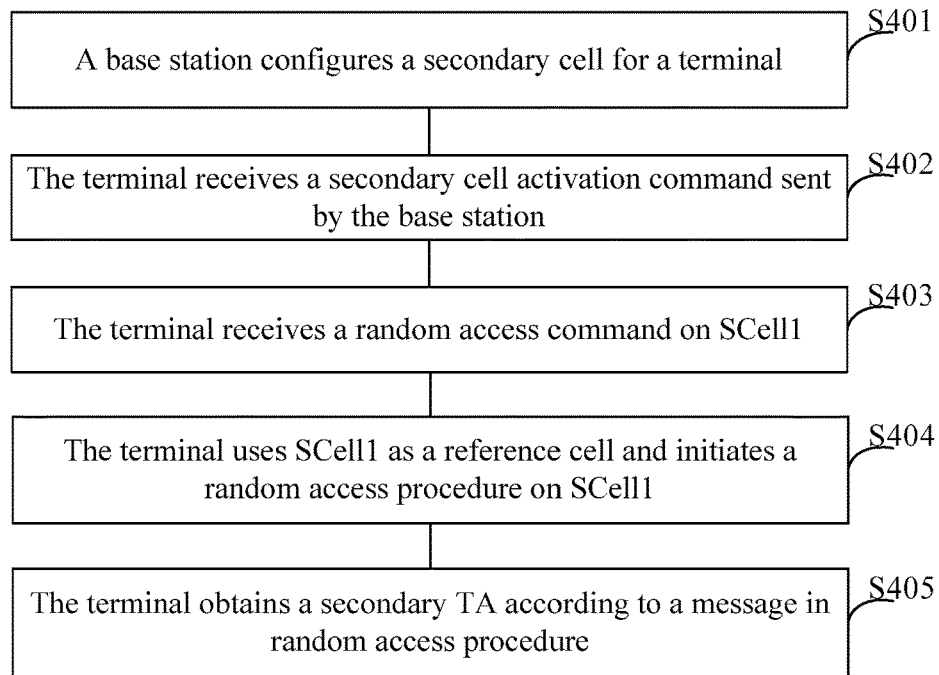 S401
A base station configures a secondary cell for a terminal
S402
The terminal receives a secondary cell activation command sent
by the base station
S403
The terminal receives a random access command on SCell1
S404
The terminal uses SCell1 as a reference cell and initiates a
random access procedure on SCell1
S405
The terminal obtains a secondary TA according to a message in
random access procedure